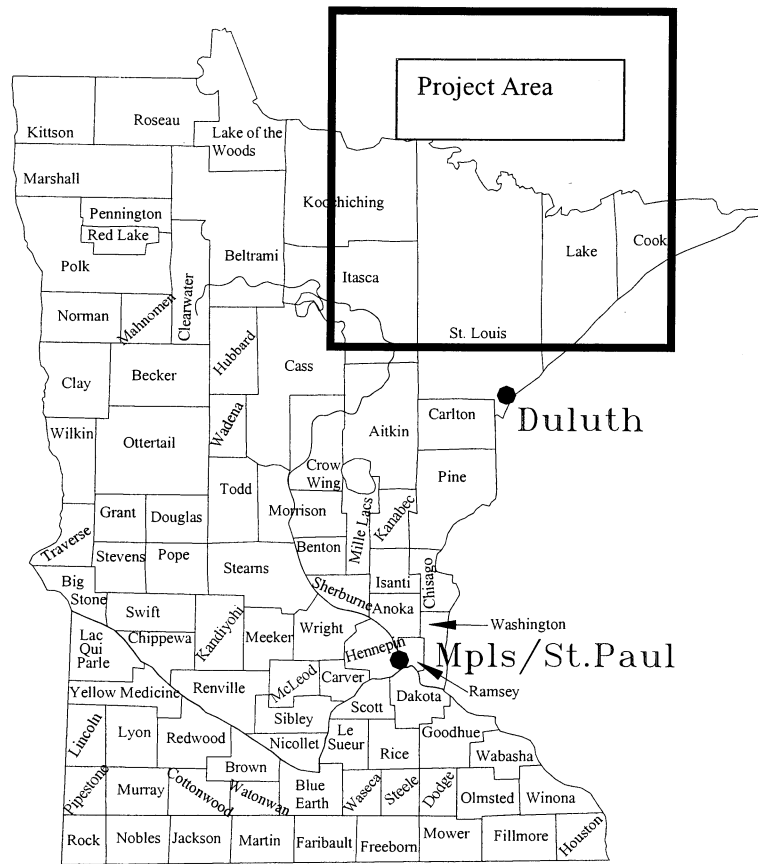 Project Area
Kittson
Roseau
Lake of the
Woods
Marshall
Pennington
Red Lake
Koochiching
Polk
Beltrami
Clearwater
Itasca
Lake
Cook
Norman
Mahnomen
St. Louis
Hubbard
Cass
Clay
Becker
Duluth
Wilkin
Ottertail
Wadena
Aitkin
Carlton
Crow
Wing
Pine
Todd
Morrison
Grant
Douglas
Mille Lacs
Kanabec
Traverse
Stevens
Pope
Stearns
Benton
Isanti
Chisago
Big
Stone
Sherburne
Anoka
Swift
Kandiyohi
Meeker
Wright
Washington
Chippewa
Lac
Qui
Parle
Hennepin
Mpls/St.Paul
Ramsey
Yellow Medicine
Renville
McLeod
Carver
Dakota
Scott
Sibley
Lincoln
Lyon
Redwood
Nicollet
Le
Sueur
Rice
Goodhue
Wabasha
Brown
Pipestone
Murray
Cottonwood
Watonwan
Blue
Earth
Waseca
Steele
Dodge
Olmsted
Winona
Rock
Nobles
Jackson
Martin
Faribault
Freeborn
Mower
Fillmore
Houston